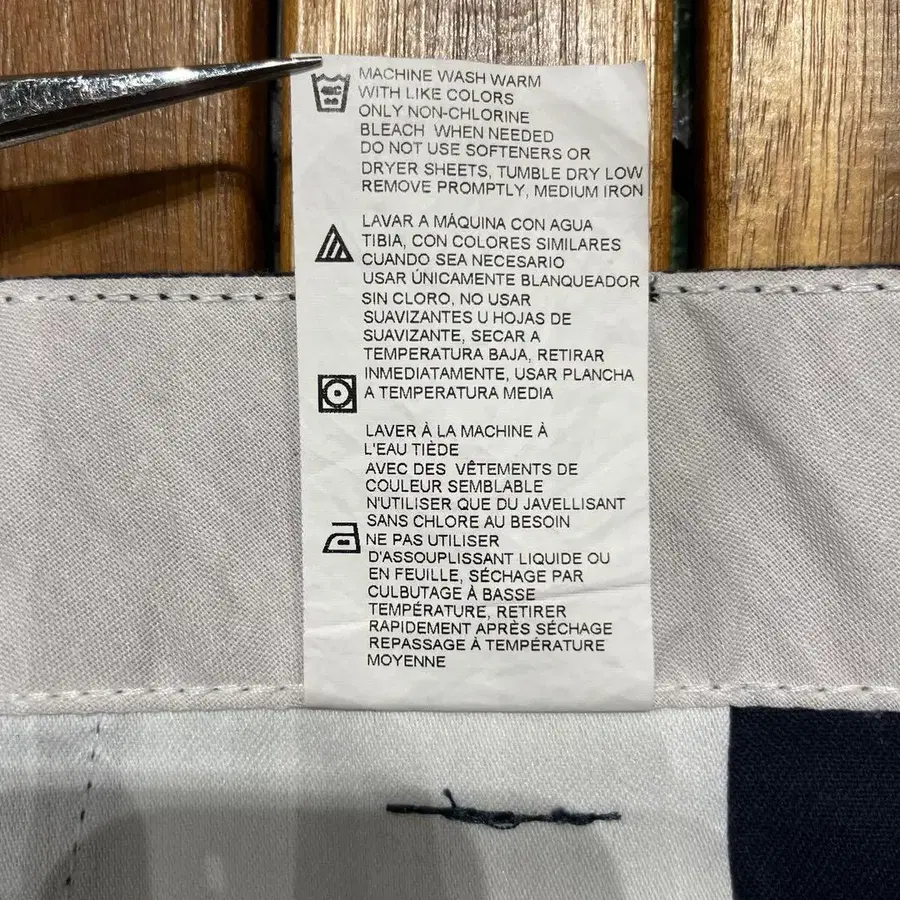 40C
MACHINE WASH WARM
WITH LIKE COLORS
ONLY NON-CHLORINE
BLEACH WHEN NEEDED
DO NOT USE SOFTENERS OR
DRYER SHEETS, TUMBLE DRY LOW
REMOVE PROMPTLY, MEDIUM IRON
LAVAR A MÁQUINA CON AGUA
TIBIA, CON COLORES SIMILARES
CUANDO SEA NECESARIO
USAR ÚNICAMENTE BLANQUEADOR
SIN CLORO, NO USAR
SUAVIZANTES U HOJAS DE
SUAVIZANTE, SECAR A
TEMPERATURA BAJA, RETIRAR
INMEDIATAMENTE, USAR PLANCHA
A TEMPERATURA MEDIA
LAVER À LA MACHINE À
L'EAU TIÈDE
AVEC DES VÊTEMENTS DE
COULEUR SEMBLABLE
N'UTILISER QUE DU JAVELLISANT
SANS CHLORE AU BESOIN
NE PAS UTILISER
D'ASSOUPLISSANT LIQUIDE OU
EN FEUILLE, SÉCHAGE PAR
CULBUTAGE À BASSE
TEMPÉRATURE, RETIRER
RAPIDEMENT APRÈS SÉCHAGE
REPASSAGE À TEMPÉRATURE
MOYENNE